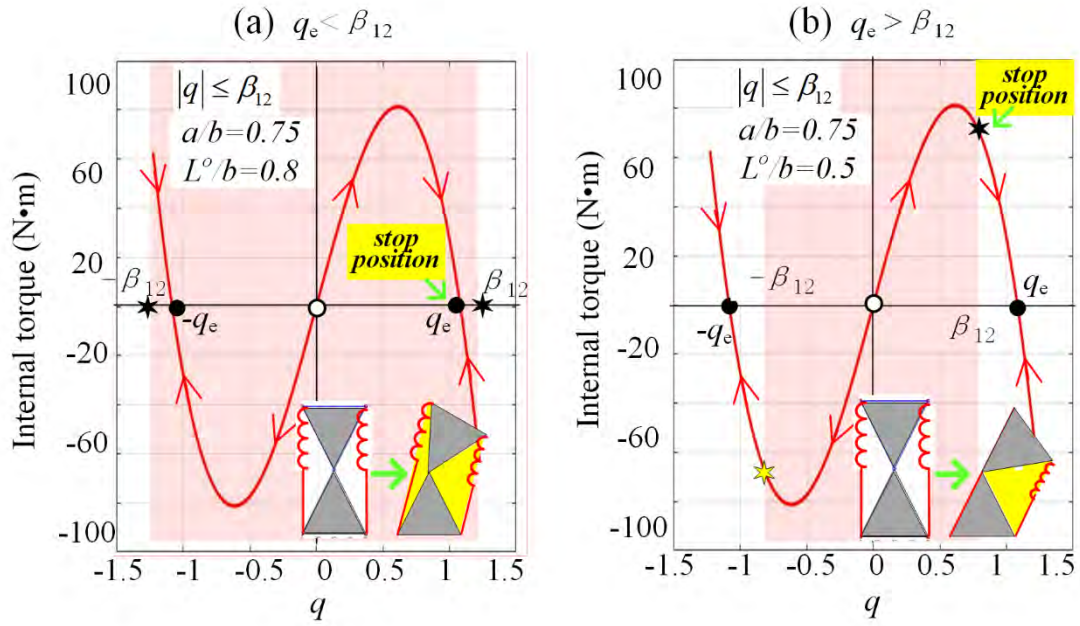 (a) qe < β12
Internal torque (N•m)
100
60
20
-20
-60
-100
|q| ≤ β12
a/b=0.75
L°/b=0.8
stop
position
– β12
-qe
qe
β12
-1.5
-1
-0.5
0
0.5
1
1.5
q
(b) qe > β12
Internal torque (N•m)
100
60
20
-20
-60
-100
|q| ≤ β12
a/b=0.75
L°/b=0.5
stop
position
– β12
-qe
qe
β12
-1.5
-1
-0.5
0
0.5
1
1.5
q